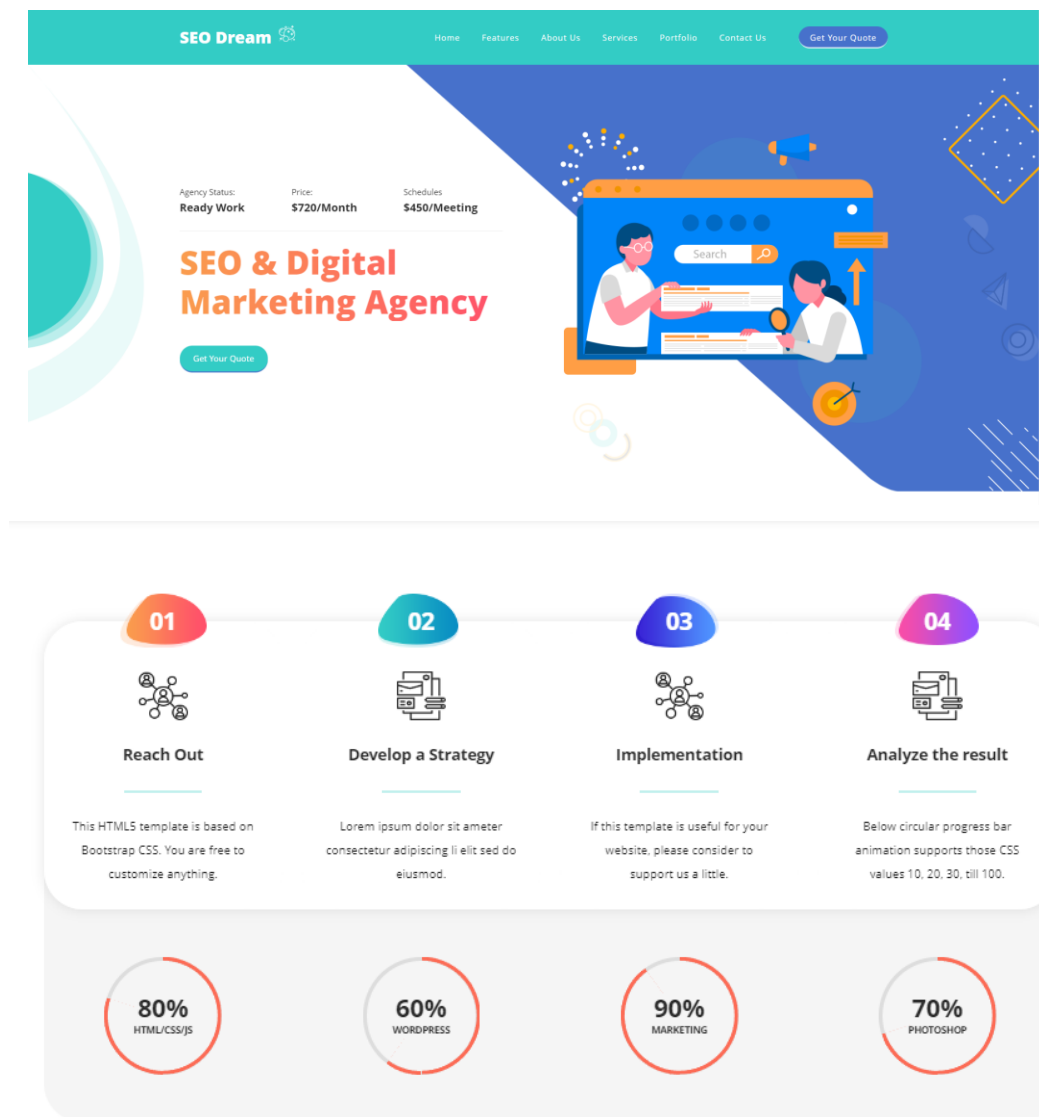 SEO Dream
Home Features About Us Services Portfolio Contact Us Get Your Quote
Agency Status: Price: Schedules
Ready Work $720/Month $450/Meeting
SEO & Digital
Marketing Agency
Get Your Quote
Search
01 02 03 04
Reach Out Develop a Strategy Implementation Analyze the result
This HTML5 template is based on
Bootstrap CSS. You are free to
customize anything.
Lorem ipsum dolor sit ameter
consectetur adipiscing li elit sed do
eiusmod.
If this template is useful for your
website, please consider to
support us a little.
Below circular progress bar
animation supports those CSS
values 10, 20, 30, till 100.
80% 60% 90% 70%
HTML/CSS/JS WORDPRESS MARKETING PHOTOSHOP